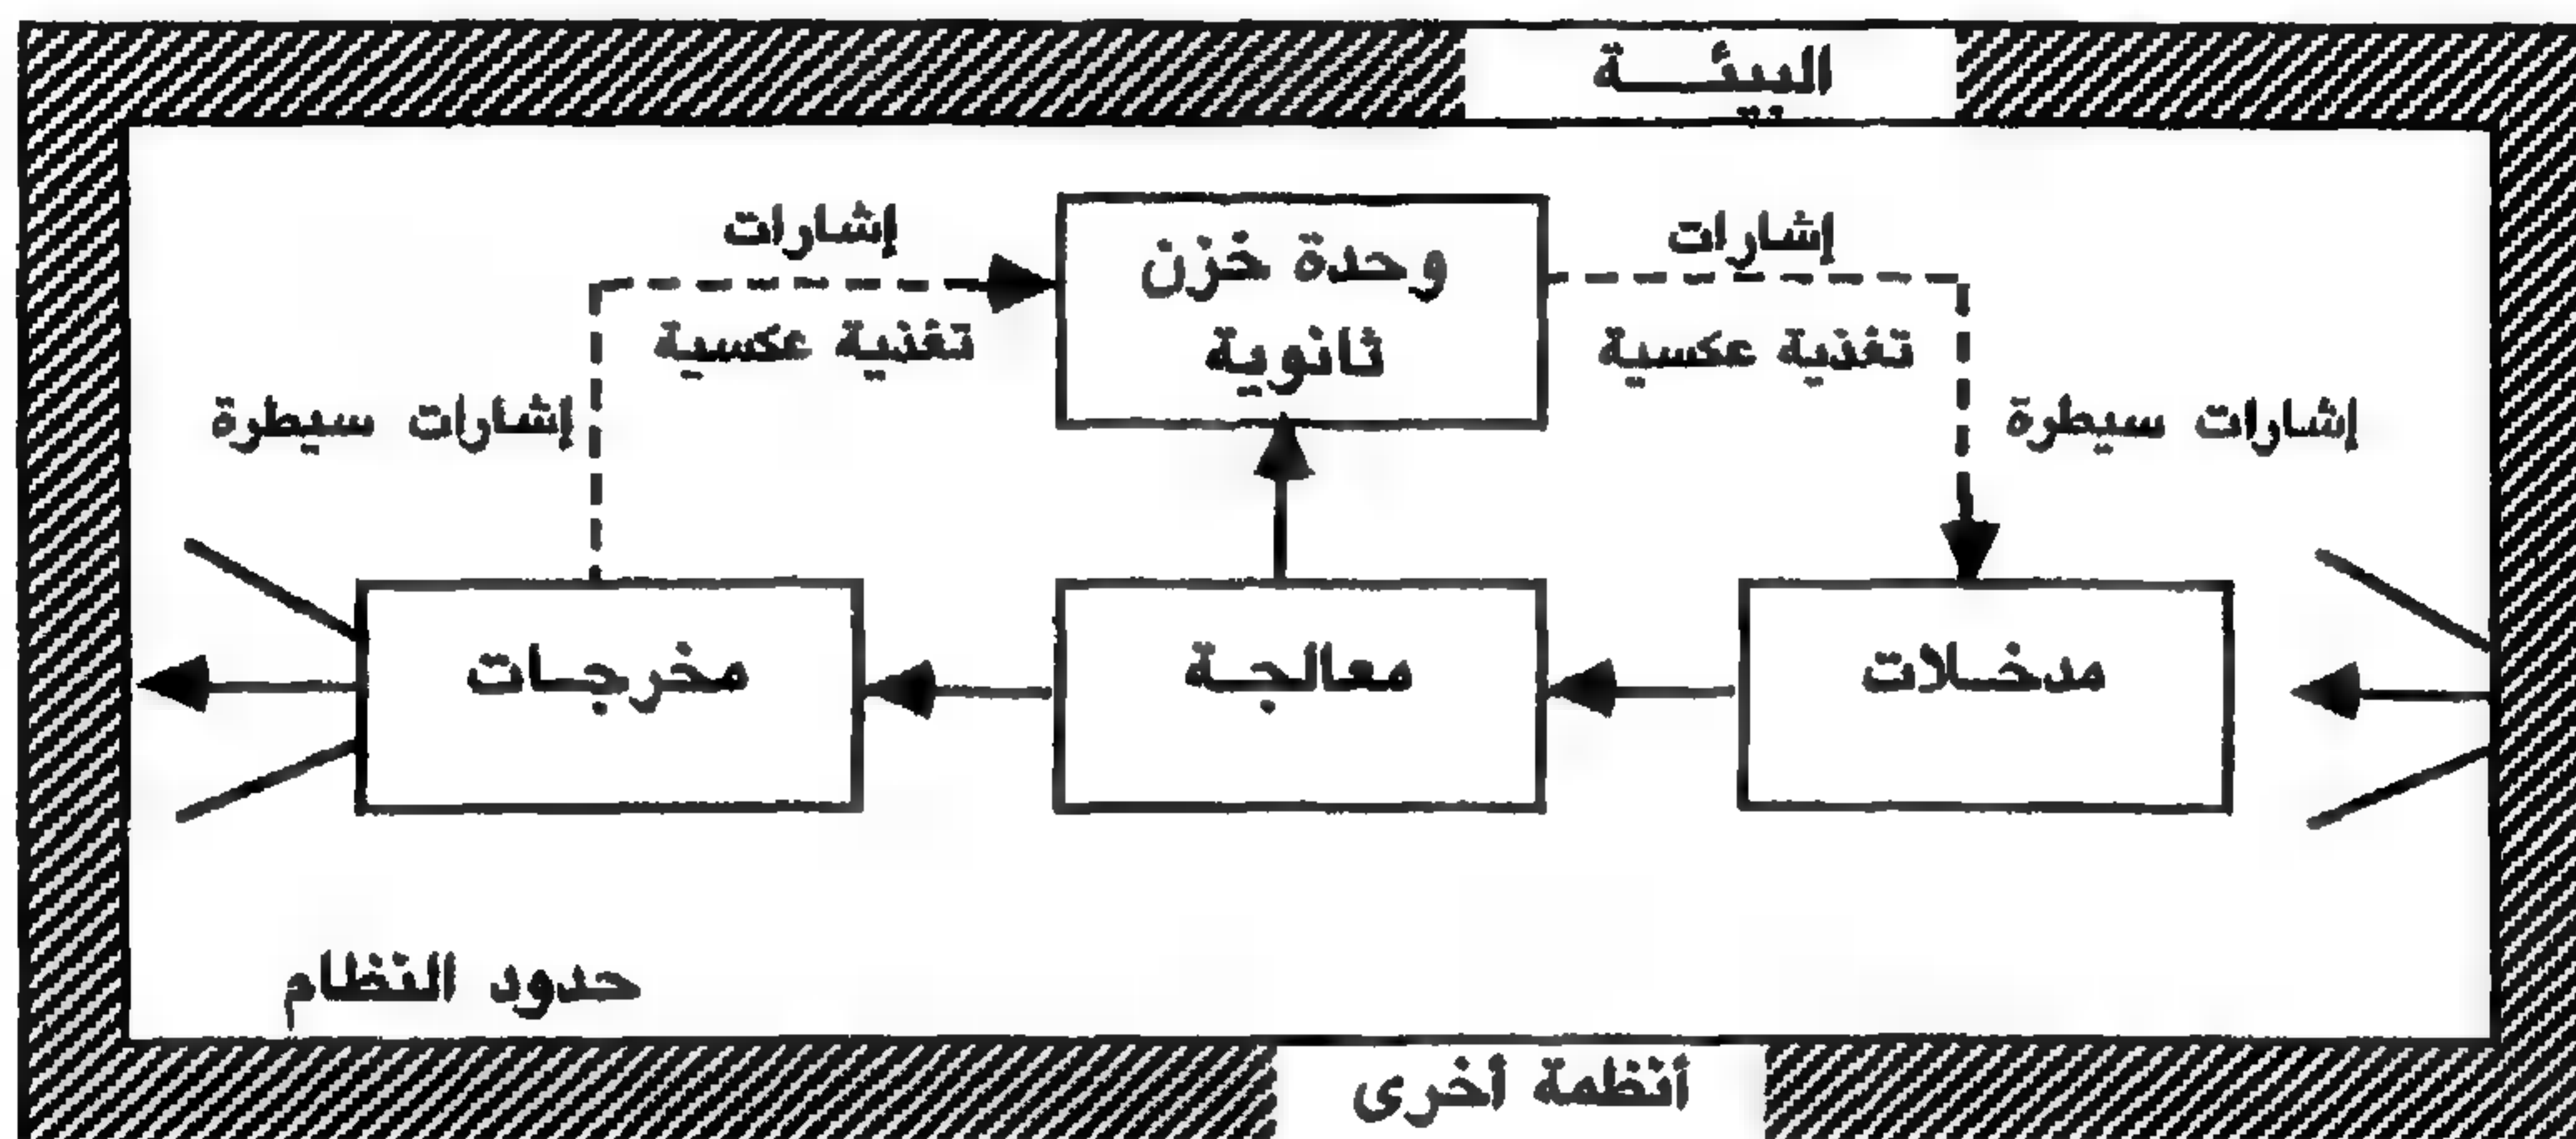 البيئة
إشارات
تغذية عكسية
إشارات سيطرة
وحدة خزن
ثانوية
إشارات
تغذية عكسية
إشارات سيطرة
مدخلات
معالجة
مخرجات
حدود النظام
أنظمة أخرى